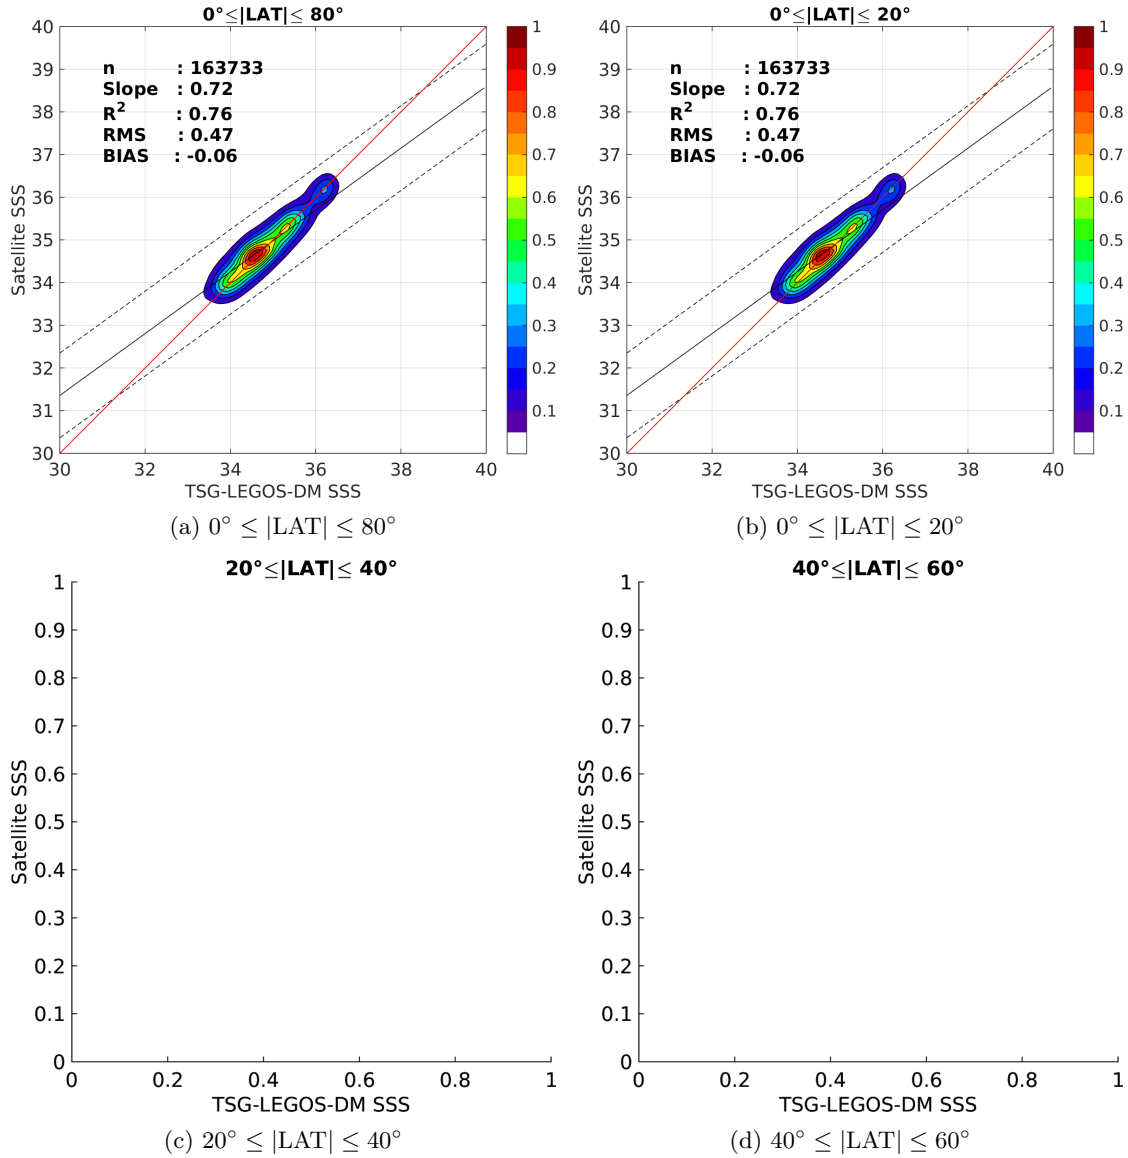 0°≤|LAT|≤ 80°
40
39
38
37
36
35
34
33
32
31
30
Satellite SSS
n : 163733
Slope : 0.72
R² : 0.76
RMS : 0.47
BIAS : -0.06
30 32 34 36 38 40
TSG-LEGOS-DM SSS
1
0.9
0.8
0.7
0.6
0.5
0.4
0.3
0.2
0.1
(a) 0° ≤ |LAT| ≤ 80°
0°≤|LAT|≤ 20°
40
39
38
37
36
35
34
33
32
31
30
Satellite SSS
n : 163733
Slope : 0.72
R² : 0.76
RMS : 0.47
BIAS : -0.06
30 32 34 36 38 40
TSG-LEGOS-DM SSS
1
0.9
0.8
0.7
0.6
0.5
0.4
0.3
0.2
0.1
(b) 0° ≤ |LAT| ≤ 20°
20°≤|LAT|≤ 40°
1
0.9
0.8
0.7
0.6
0.5
0.4
0.3
0.2
0.1
0
Satellite SSS
0 0.2 0.4 0.6 0.8 1
TSG-LEGOS-DM SSS
(c) 20° ≤ |LAT| ≤ 40°
40°≤|LAT|≤ 60°
1
0.9
0.8
0.7
0.6
0.5
0.4
0.3
0.2
0.1
0
Satellite SSS
0 0.2 0.4 0.6 0.8 1
TSG-LEGOS-DM SSS
(d) 40° ≤ |LAT| ≤ 60°